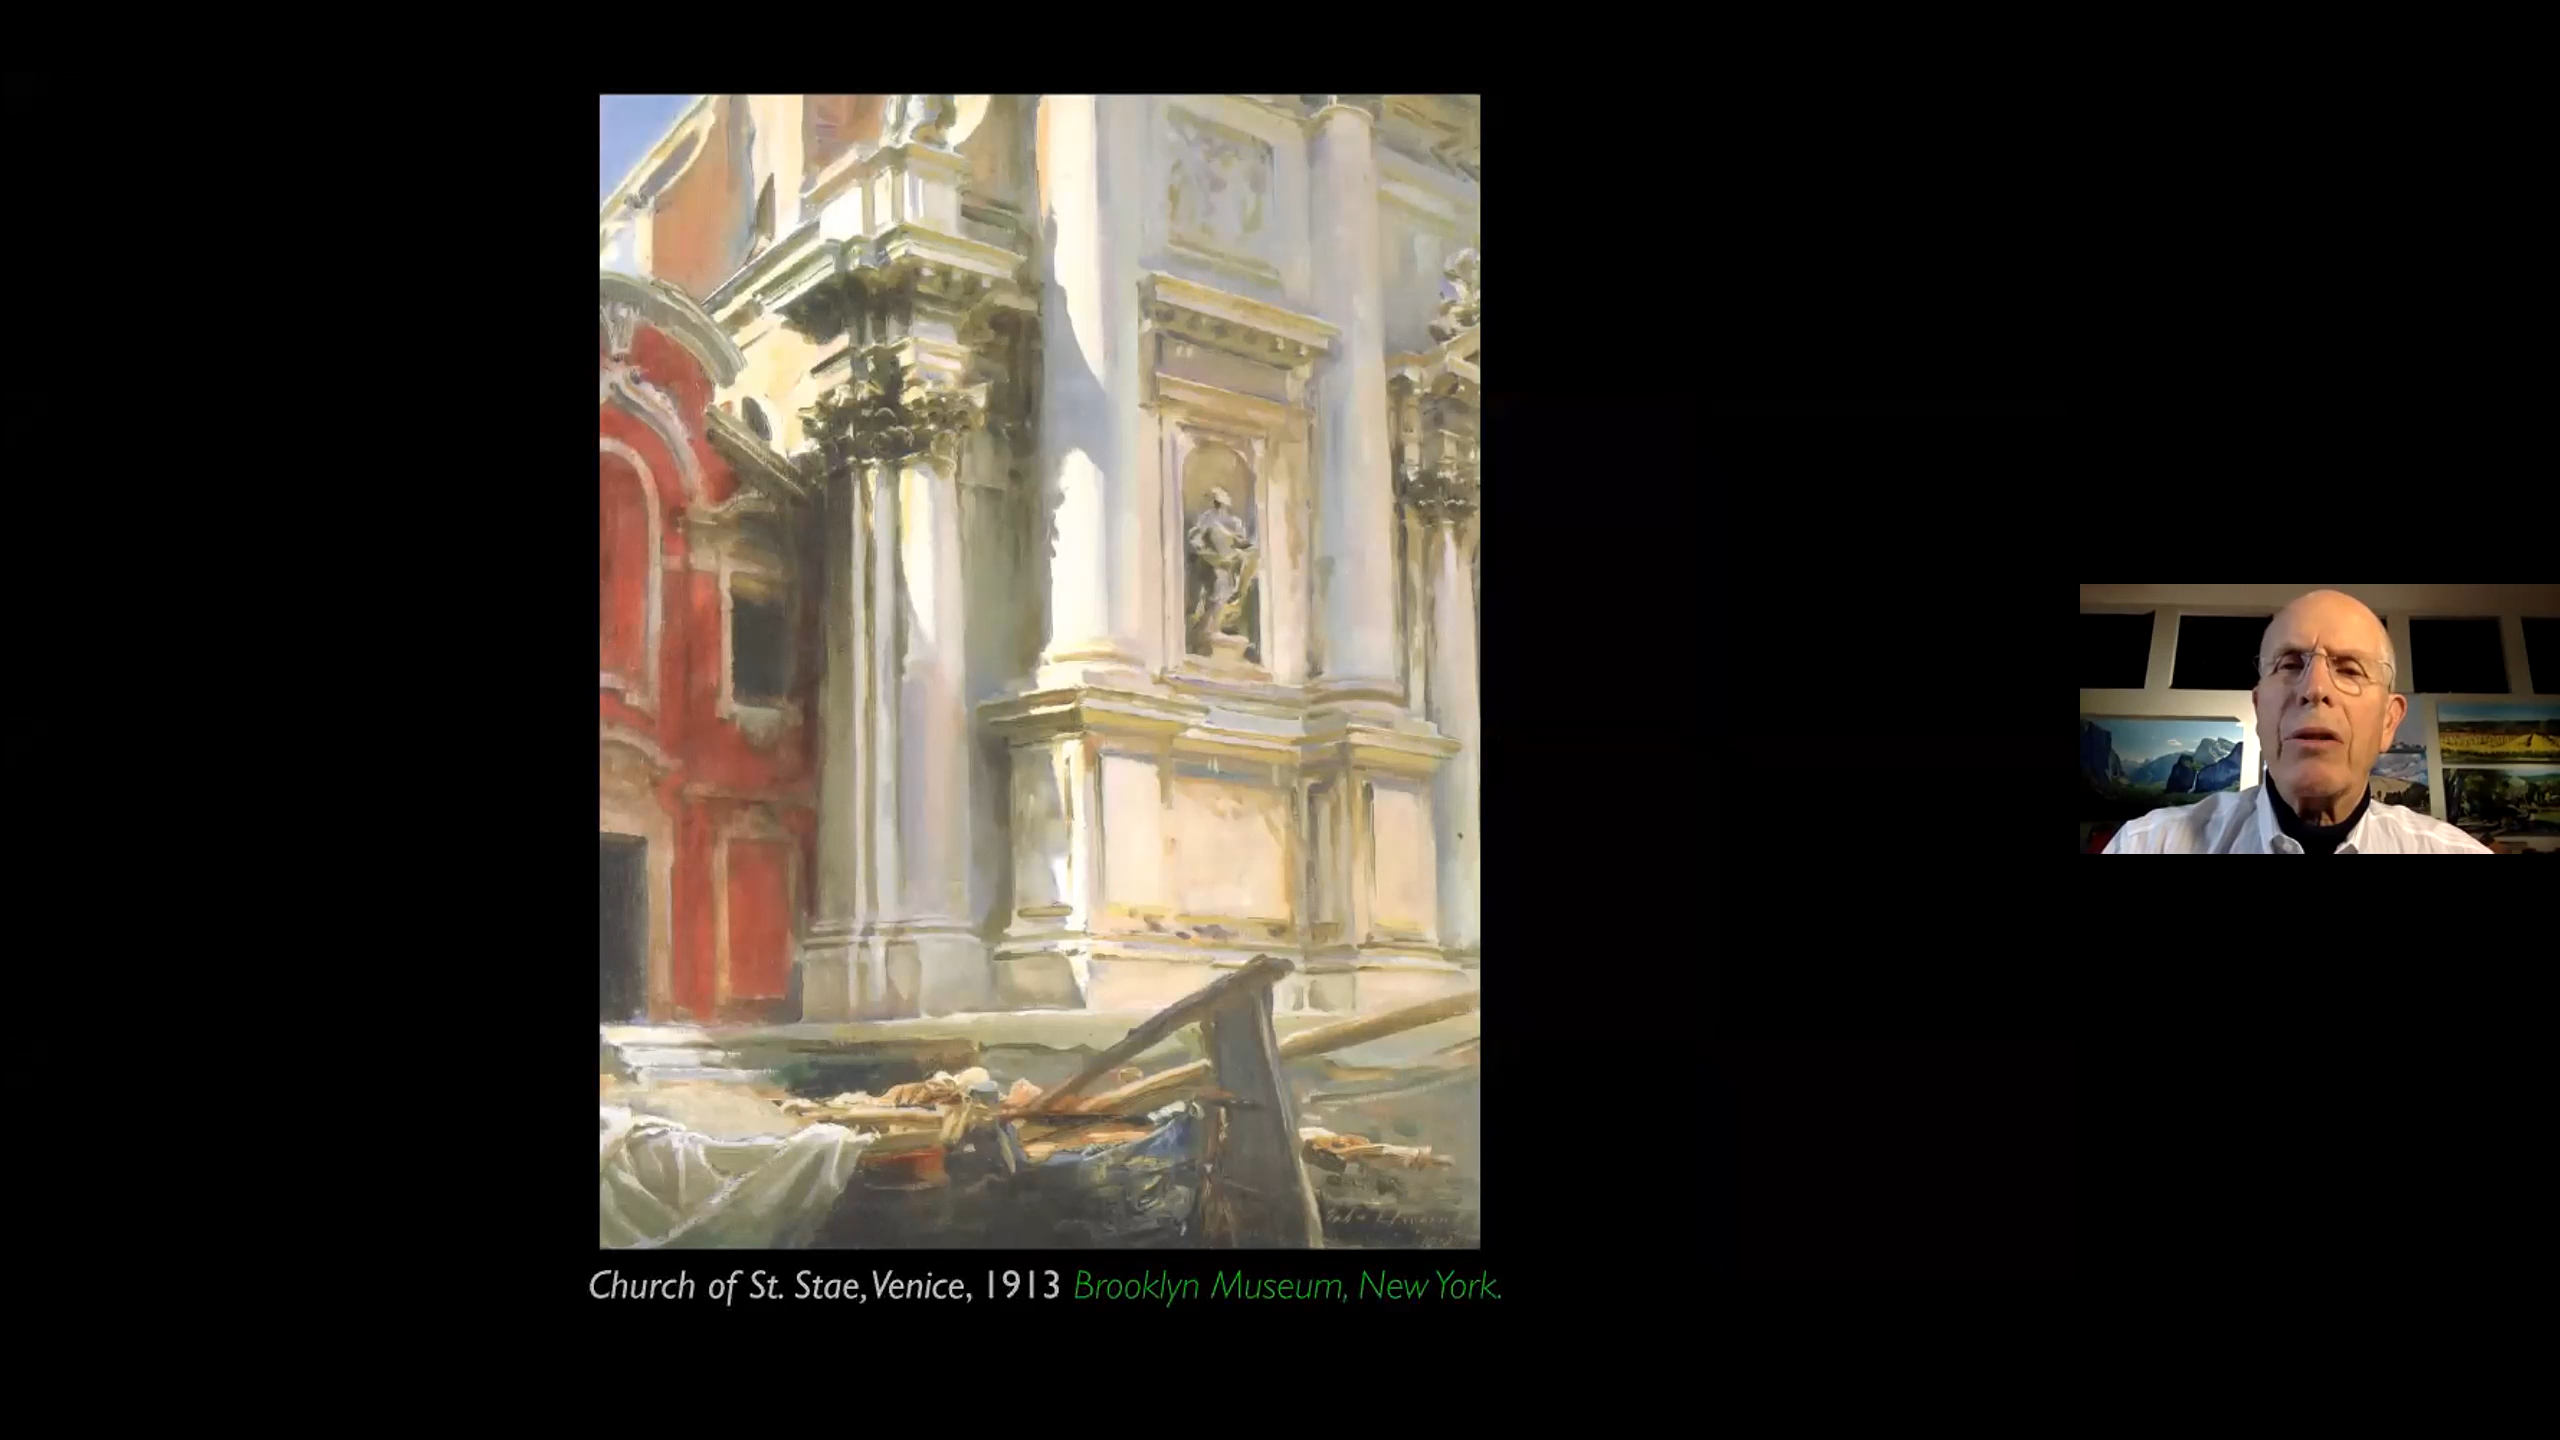 Church of St. Stae, Venice, 1913 Brooklyn Museum, New York.